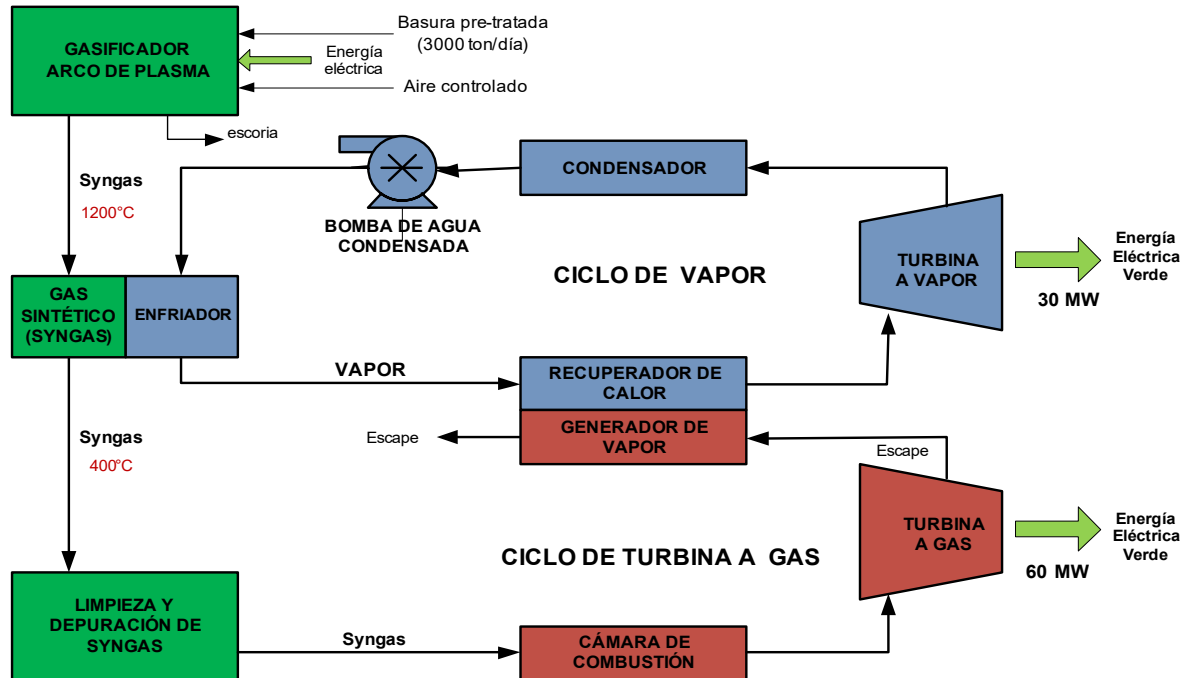 GASIFICADOR
ARCO DE PLASMA
Basura pre-tratada
(3000 ton/día)
Energía
eléctrica
Aire controlado
escoria
Syngas
1200°C
BOMBA DE AGUA
CONDENSADA
CONDENSADOR
TURBINA
A VAPOR
Energía
Eléctrica
Verde
30 MW
CICLO DE VAPOR
GAS
SINTÉTICO
(SYNGAS)
ENFRIADOR
VAPOR
RECUPERADOR DE
CALOR
GENERADOR DE
VAPOR
Escape
Escape
Syngas
400°C
TURBINA
A GAS
Energía
Eléctrica
Verde
60 MW
CICLO DE TURBINA A GAS
LIMPIEZA Y
DEPURACIÓN DE
SYNGAS
Syngas
CÁMARA DE
COMBUSTIÓN